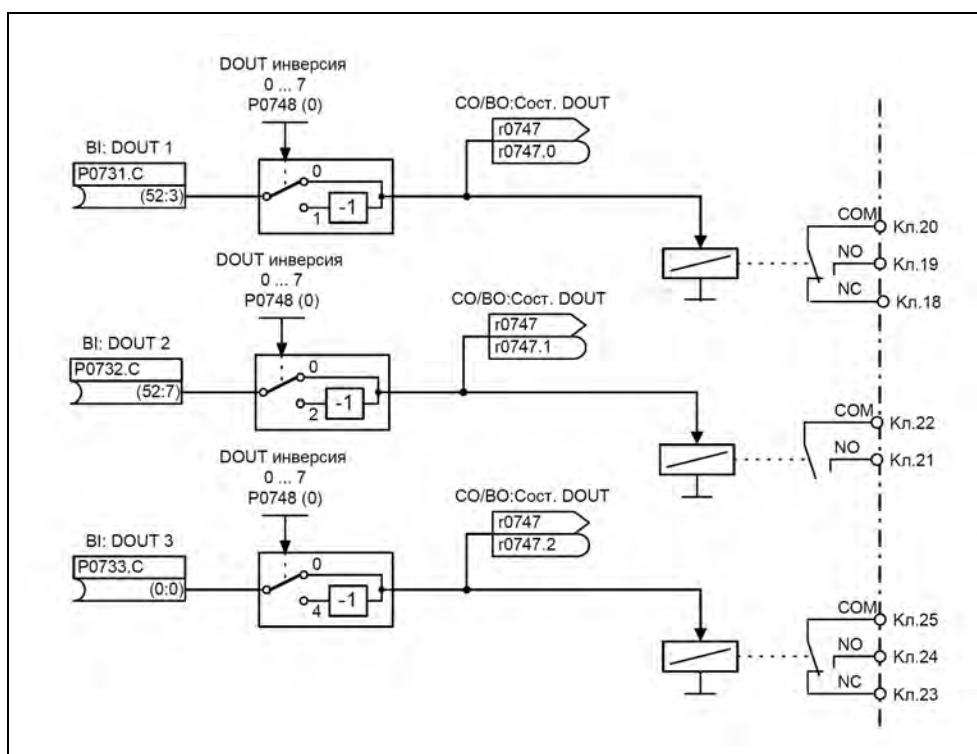 DOUT инверсия
0 ... 7
P0748 (0)
CO/BO:Сост. DOUT
r0747
r0747.0
BI: DOUT 1
P0731.C
(52:3)
0
1
-1
COM
Кл.20
NO
Кл.19
NC
Кл.18
DOUT инверсия
0 ... 7
P0748 (0)
CO/BO:Сост. DOUT
r0747
r0747.1
BI: DOUT 2
P0732.C
(52:7)
0
2
-1
COM
Кл.22
NO
Кл.21
DOUT инверсия
0 ... 7
P0748 (0)
CO/BO:Сост. DOUT
r0747
r0747.2
BI: DOUT 3
P0733.C
(0:0)
0
4
-1
COM
Кл.25
NO
Кл.24
NC
Кл.23